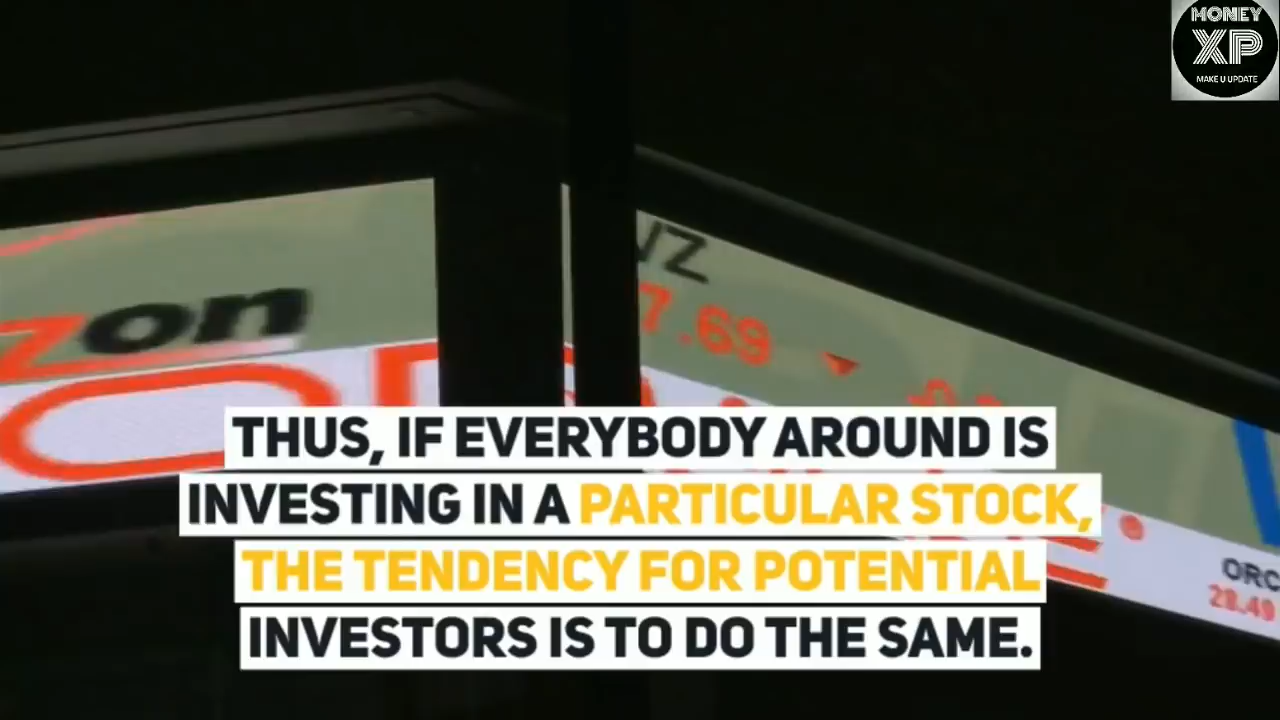 MONEY
XP
MAKE U UPDATE
zon
NZ
7.69
THUS, IF EVERYBODY AROUND IS
INVESTING IN A PARTICULAR STOCK,
THE TENDENCY FOR POTENTIAL
INVESTORS IS TO DO THE SAME.
ORC
28.49